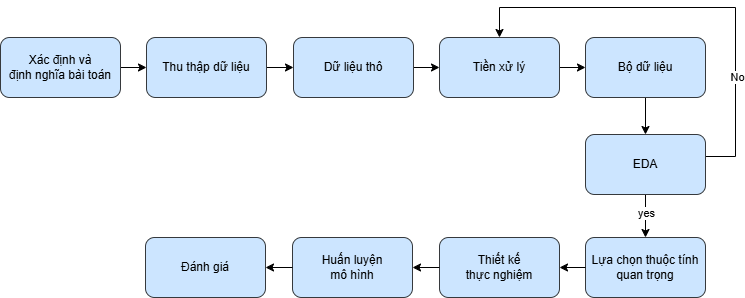 Xác định và
định nghĩa bài toán
Thu thập dữ liệu
Dữ liệu thô
Tiền xử lý
Bộ dữ liệu
No
EDA
yes
Đánh giá
Huấn luyện
mô hình
Thiết kế
thực nghiệm
Lựa chọn thuộc tính
quan trọng